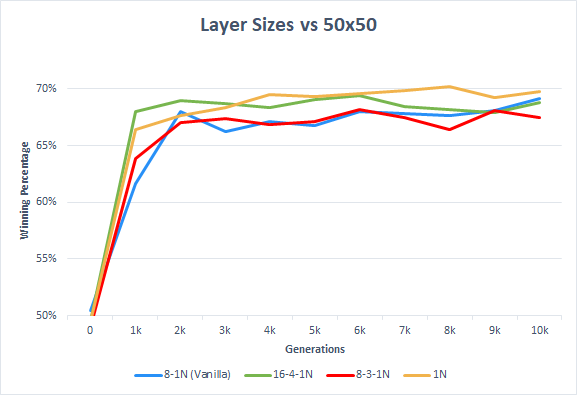 Layer Sizes vs 50x50
70%
65%
60%
55%
50%
Winning Percentage
0 1k 2k 3k 4k 5k 6k 7k 8k 9k 10k
Generations
8-1N (Vanilla) 16-4-1N 8-3-1N 1N